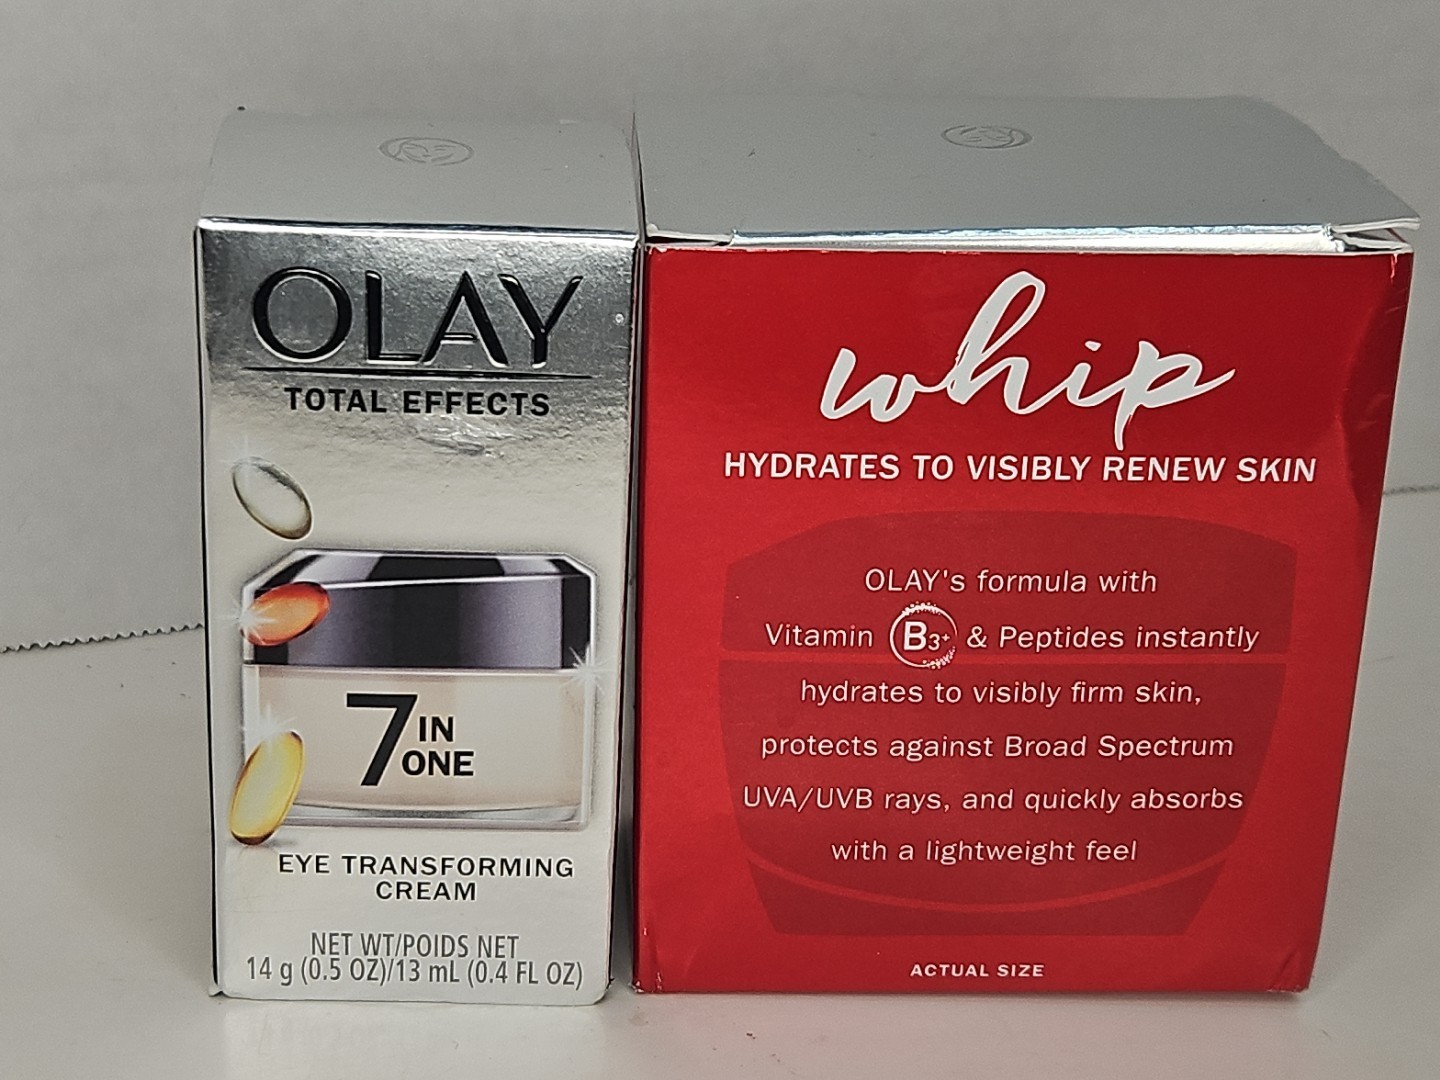 OLAY
TOTAL EFFECTS
7 IN
ONE
EYE TRANSFORMING
CREAM
NET WT/POIDS NET
14 g (0.5 OZ)/13 mL (0.4 FL OZ)
whip
HYDRATES TO VISIBLY RENEW SKIN
OLAY's formula with
Vitamin B3+ & Peptides instantly
hydrates to visibly firm skin,
protects against Broad Spectrum
UVA/UVB rays, and quickly absorbs
with a lightweight feel
ACTUAL SIZE